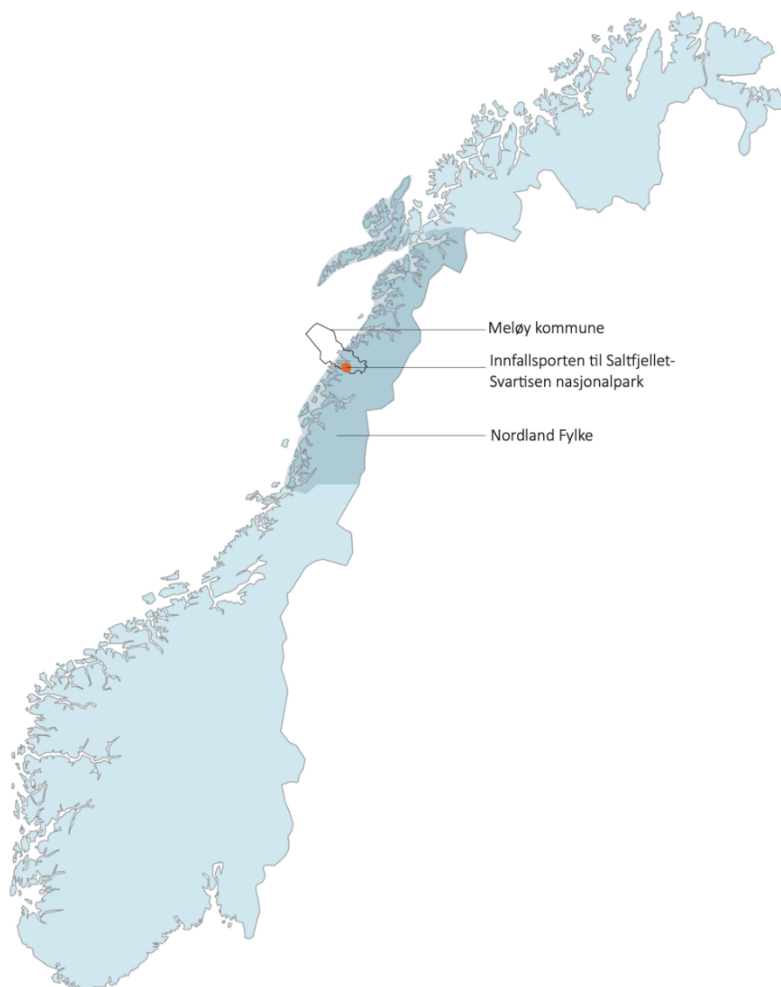 Meløy kommune
Innfallsporten til Saltfjellet-
Svartisen nasjonalpark
Nordland Fylke